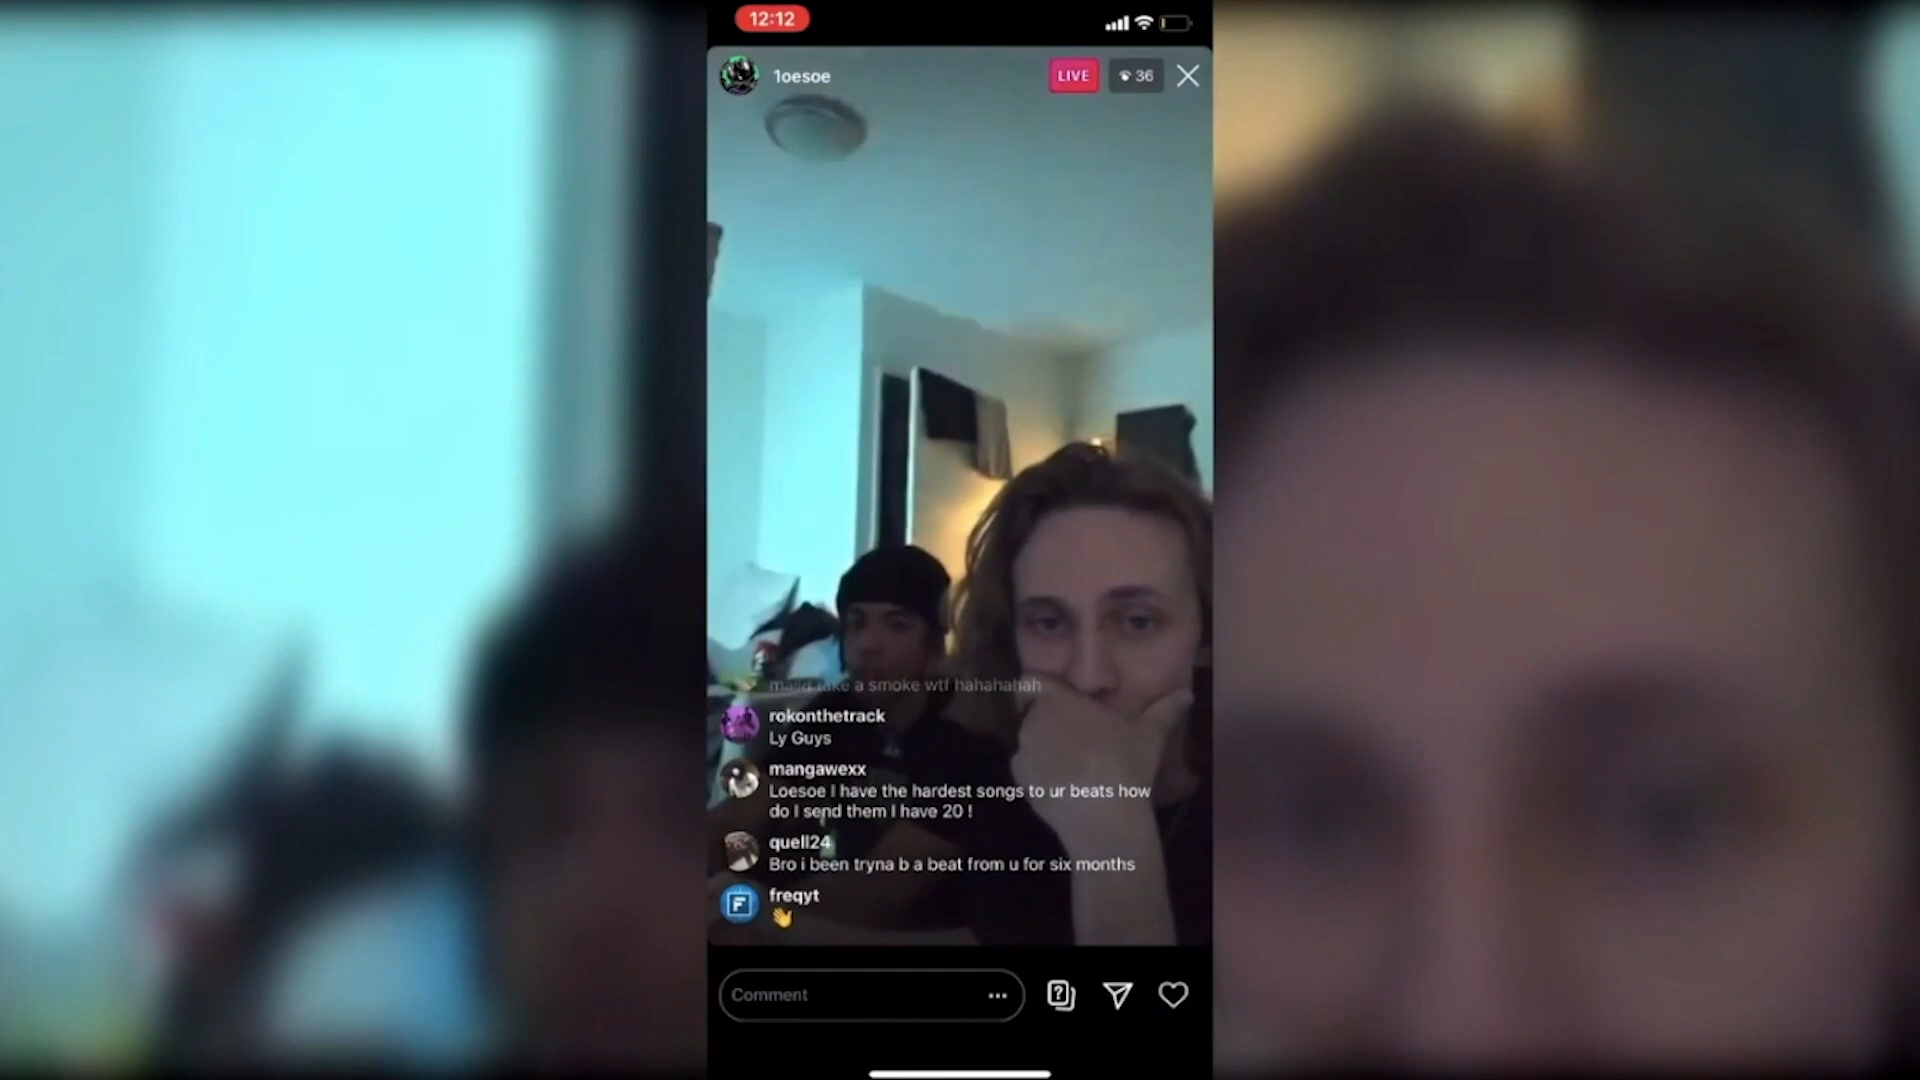 12:12
1oesoe
LIVE
36
take a smoke wtf hahahahah
rokonthetrack
Ly Guys
mangawexx
Loesoe I have the hardest songs to ur beats how
do I send them I have 20 !
quell24
Bro i been tryna b a beat from u for six months
freqyt
👋
Comment